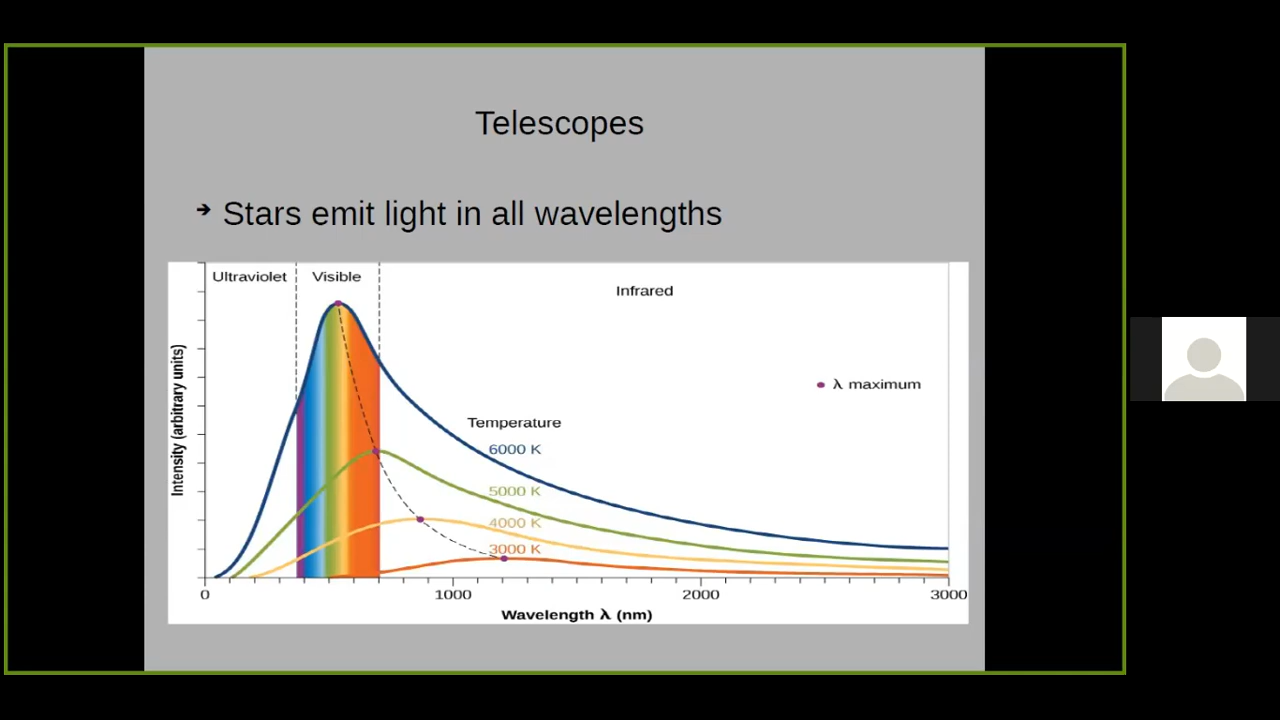 Telescopes
➔ Stars emit light in all wavelengths
Ultraviolet
Visible
Infrared
λ maximum
Temperature
6000 K
5000 K
4000 K
3000 K
Intensity (arbitrary units)
0
1000
2000
3000
Wavelength λ (nm)